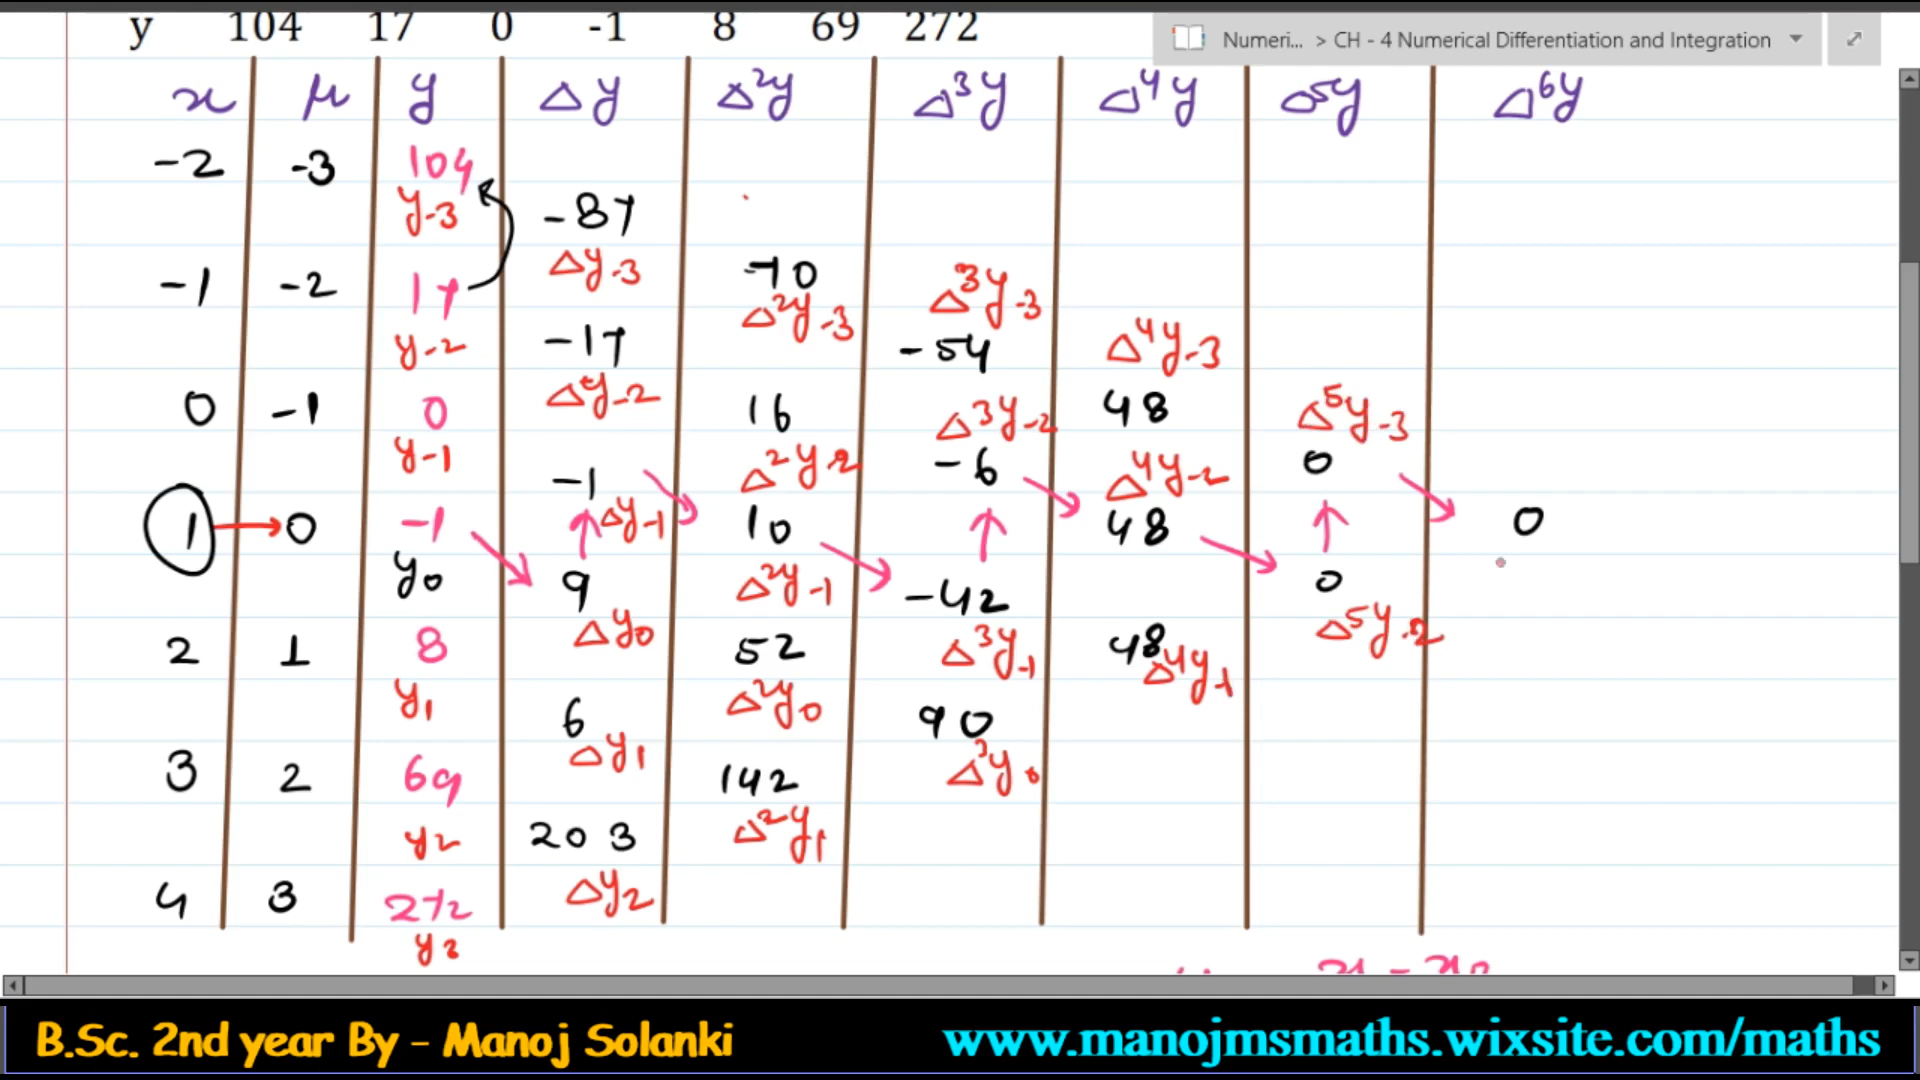 y 104 17 0 -1 8 69 272
Numeri... > CH - 4 Numerical Differentiation and Integration
x μ y Δy Δ²y Δ³y Δ⁴y Δ⁵y Δ⁶y
-2 -3 104
y-3 -87
Δy-3 -70 Δ³y-3
-1 -2 17 Δ²y-3
y-2 -17 -54 Δ⁴y-3
Δy-2
0 -1 0 16 Δ³y-2 48 Δ⁵y-3
y-1 -1 Δ²y-2 -6 Δ⁴y-2 0
1 0 -1 Δy-1 10 48 0
y0 9 Δ²y-1 -42 0
Δy0 Δ⁵y-2
2 1 8 52 Δ³y-1 48
y1 6 Δ²y0 90 Δ⁴y-1
Δy1
3 2 69 142 Δ³y0
y2 203 Δ²y1
4 3 272 Δy2
y3
B.Sc. 2nd year By - Manoj Solanki
www.manojmsmaths.wixsite.com/maths